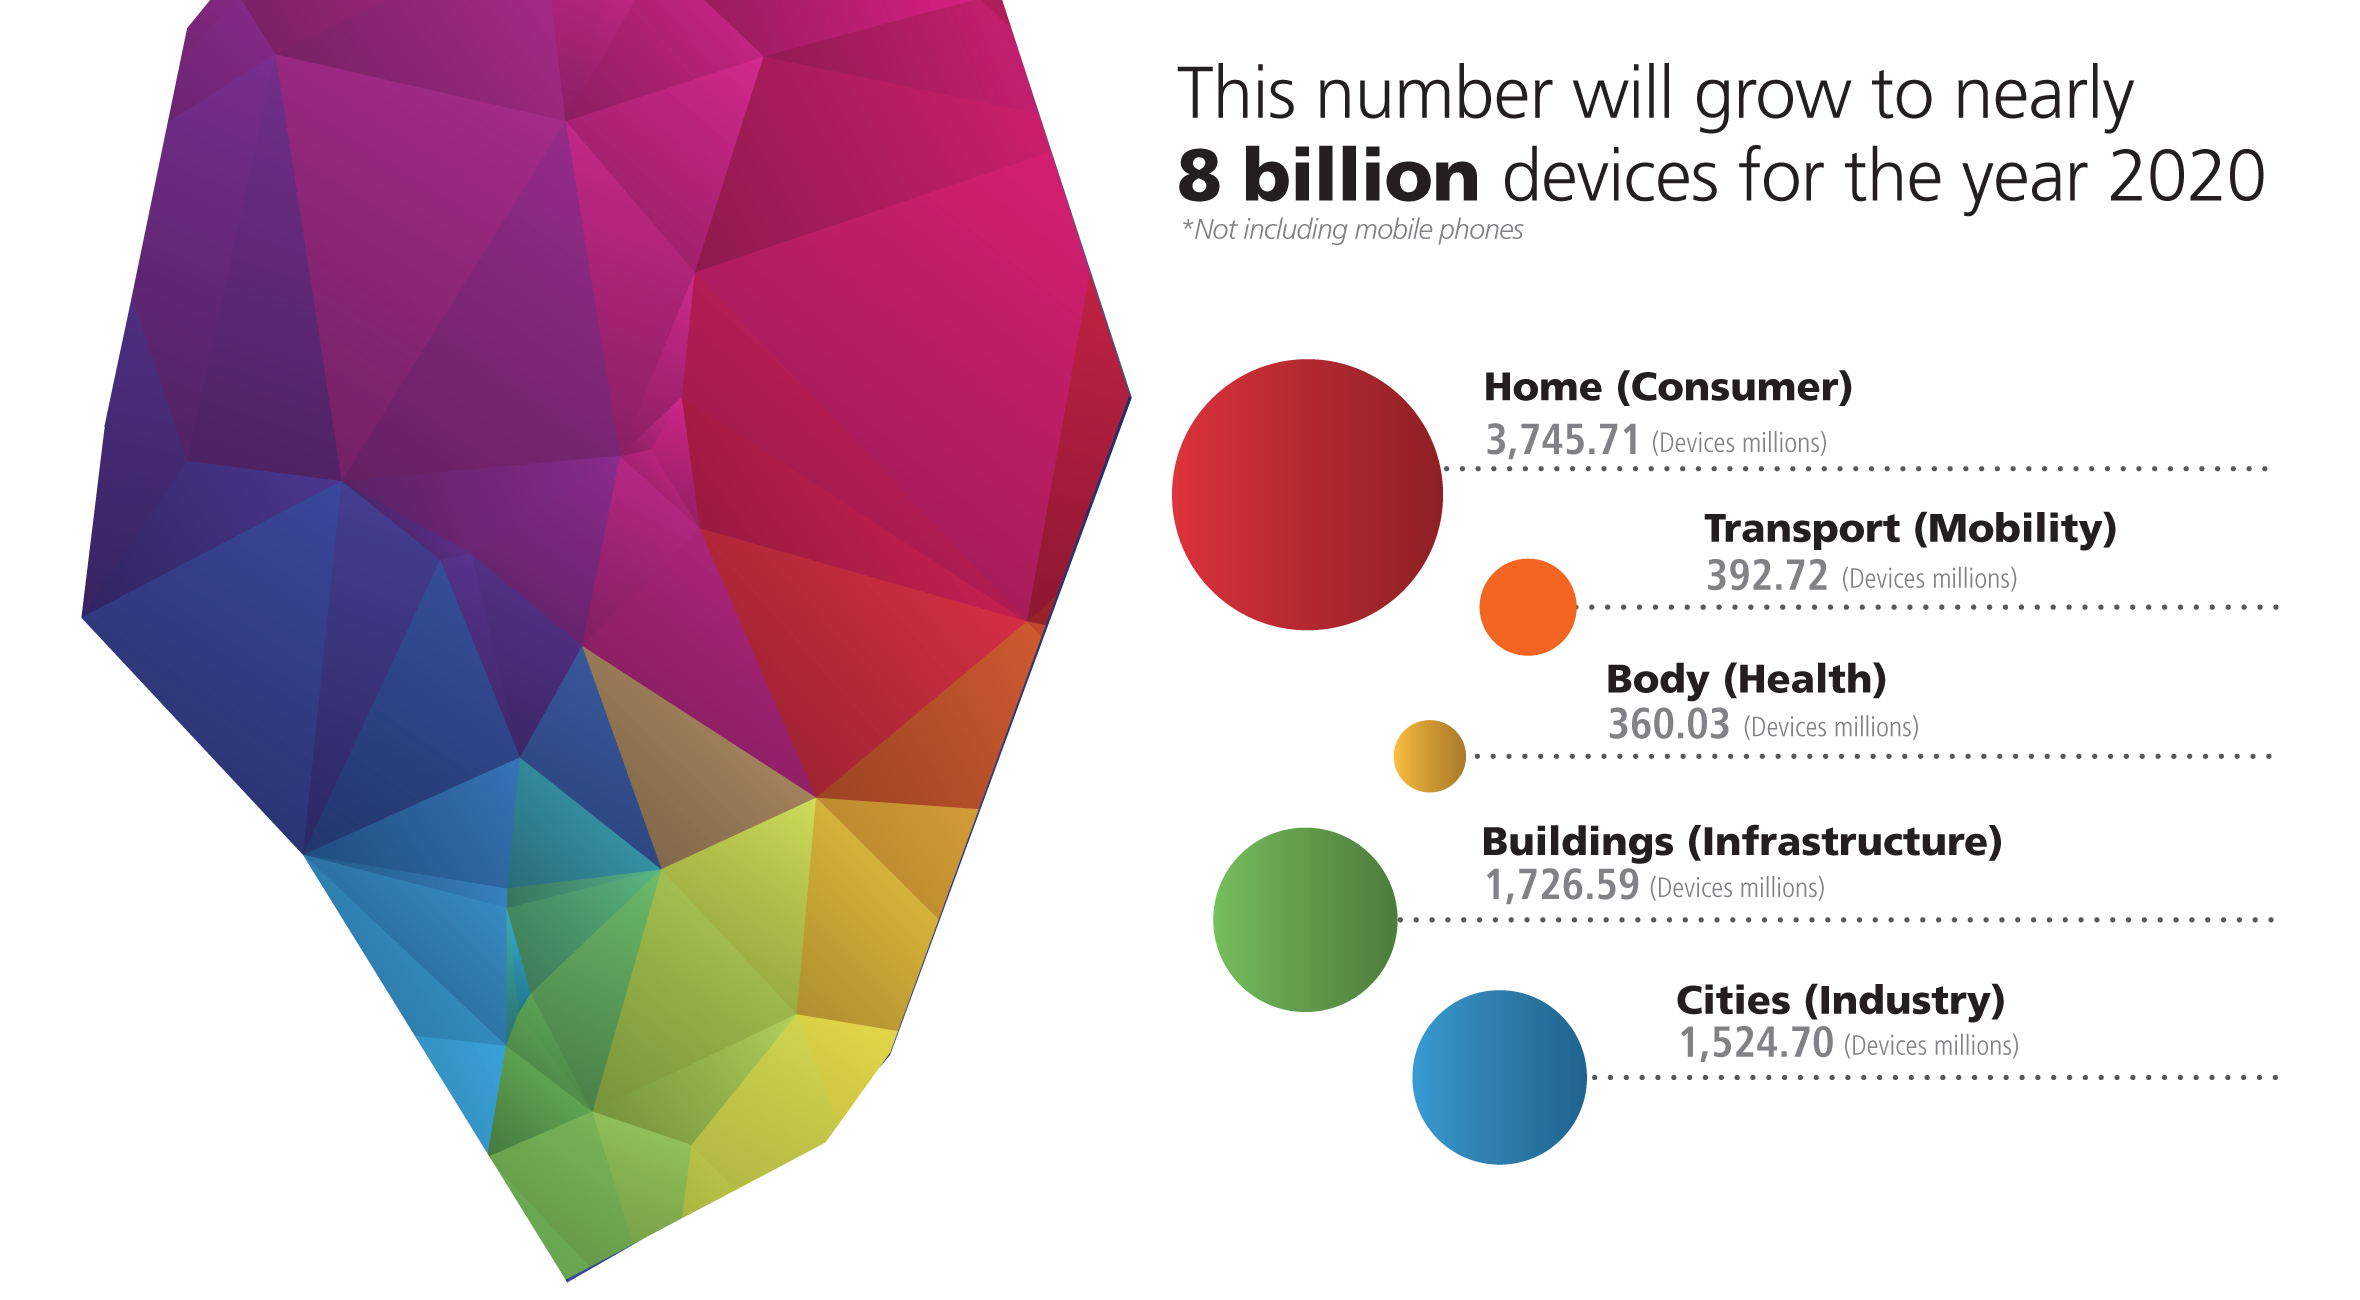 This number will grow to nearly
8 billion devices for the year 2020
*Not including mobile phones
Home (Consumer)
3,745.71 (Devices millions)
Transport (Mobility)
392.72 (Devices millions)
Body (Health)
360.03 (Devices millions)
Buildings (Infrastructure)
1,726.59 (Devices millions)
Cities (Industry)
1,524.70 (Devices millions)